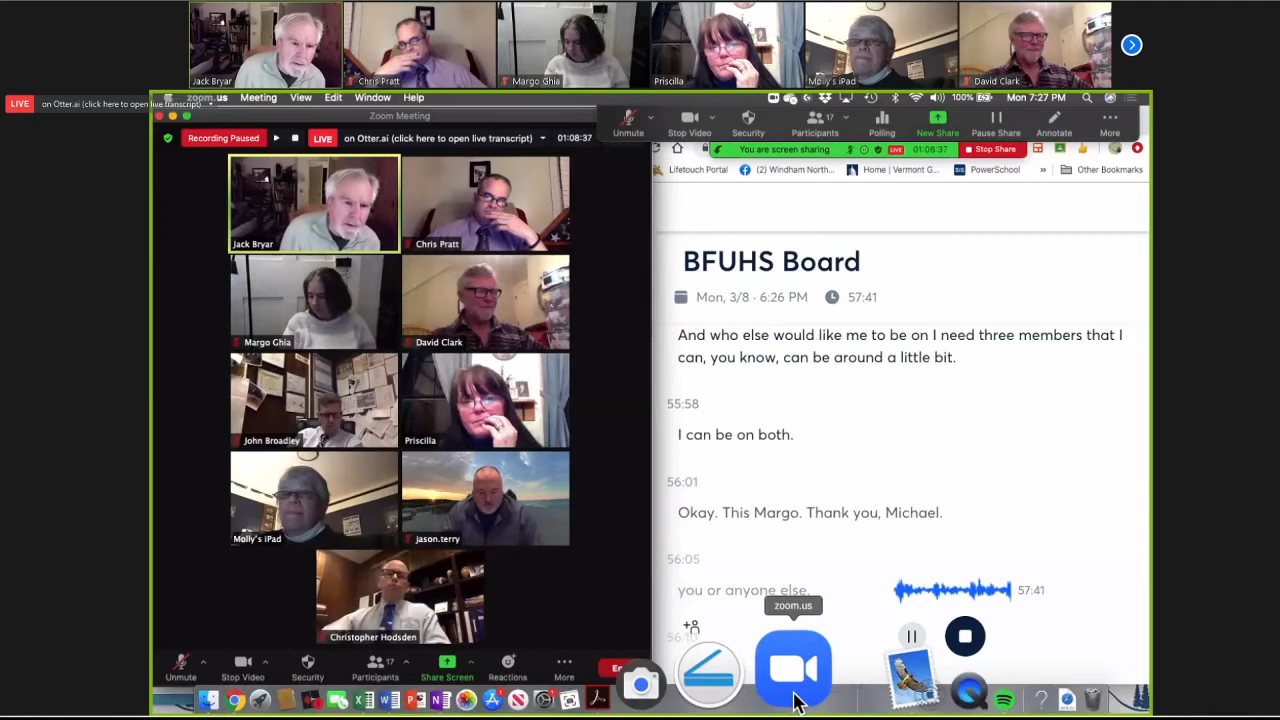 Jack Bryar
Chris Pratt
Margo Ghia
Priscilla
Molly's iPad
David Clark
LIVE on Otter.ai (click here to open live transcript)
zoom.us Meeting View Edit Window Help
100% Mon 7:27 PM
Zoom Meeting
Recording Paused LIVE on Otter.ai (click here to open live transcript) 01:08:37
Unmute Stop Video Security Participants 17 Polling New Share Pause Share Annotate More
You are screen sharing LIVE 01:08:37 Stop Share
Lifetouch Portal (2) Windham North... Home | Vermont G... SIS PowerSchool » Other Bookmarks
Jack Bryar
Chris Pratt
Margo Ghia
David Clark
John Broadley
Priscilla
Molly's iPad
jason.terry
Christopher Hodsden
BFUHS Board
Mon, 3/8 • 6:26 PM 57:41
And who else would like me to be on I need three members that I
can, you know, can be around a little bit.
55:58
I can be on both.
56:01
Okay. This Margo. Thank you, Michael.
56:05
you or anyone else.
57:41
zoom.us
Unmute Stop Video Security Participants 17 Share Screen Reactions More